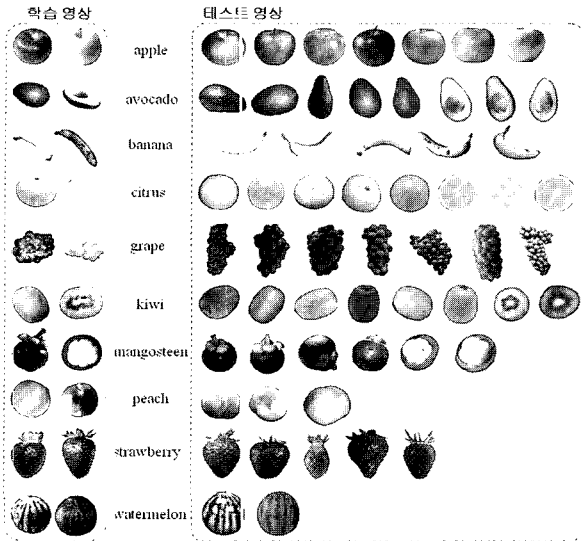 학습 영상
테스트 영상
apple
avocado
banana
citrus
grape
kiwi
mangosteen
peach
strawberry
watermelon